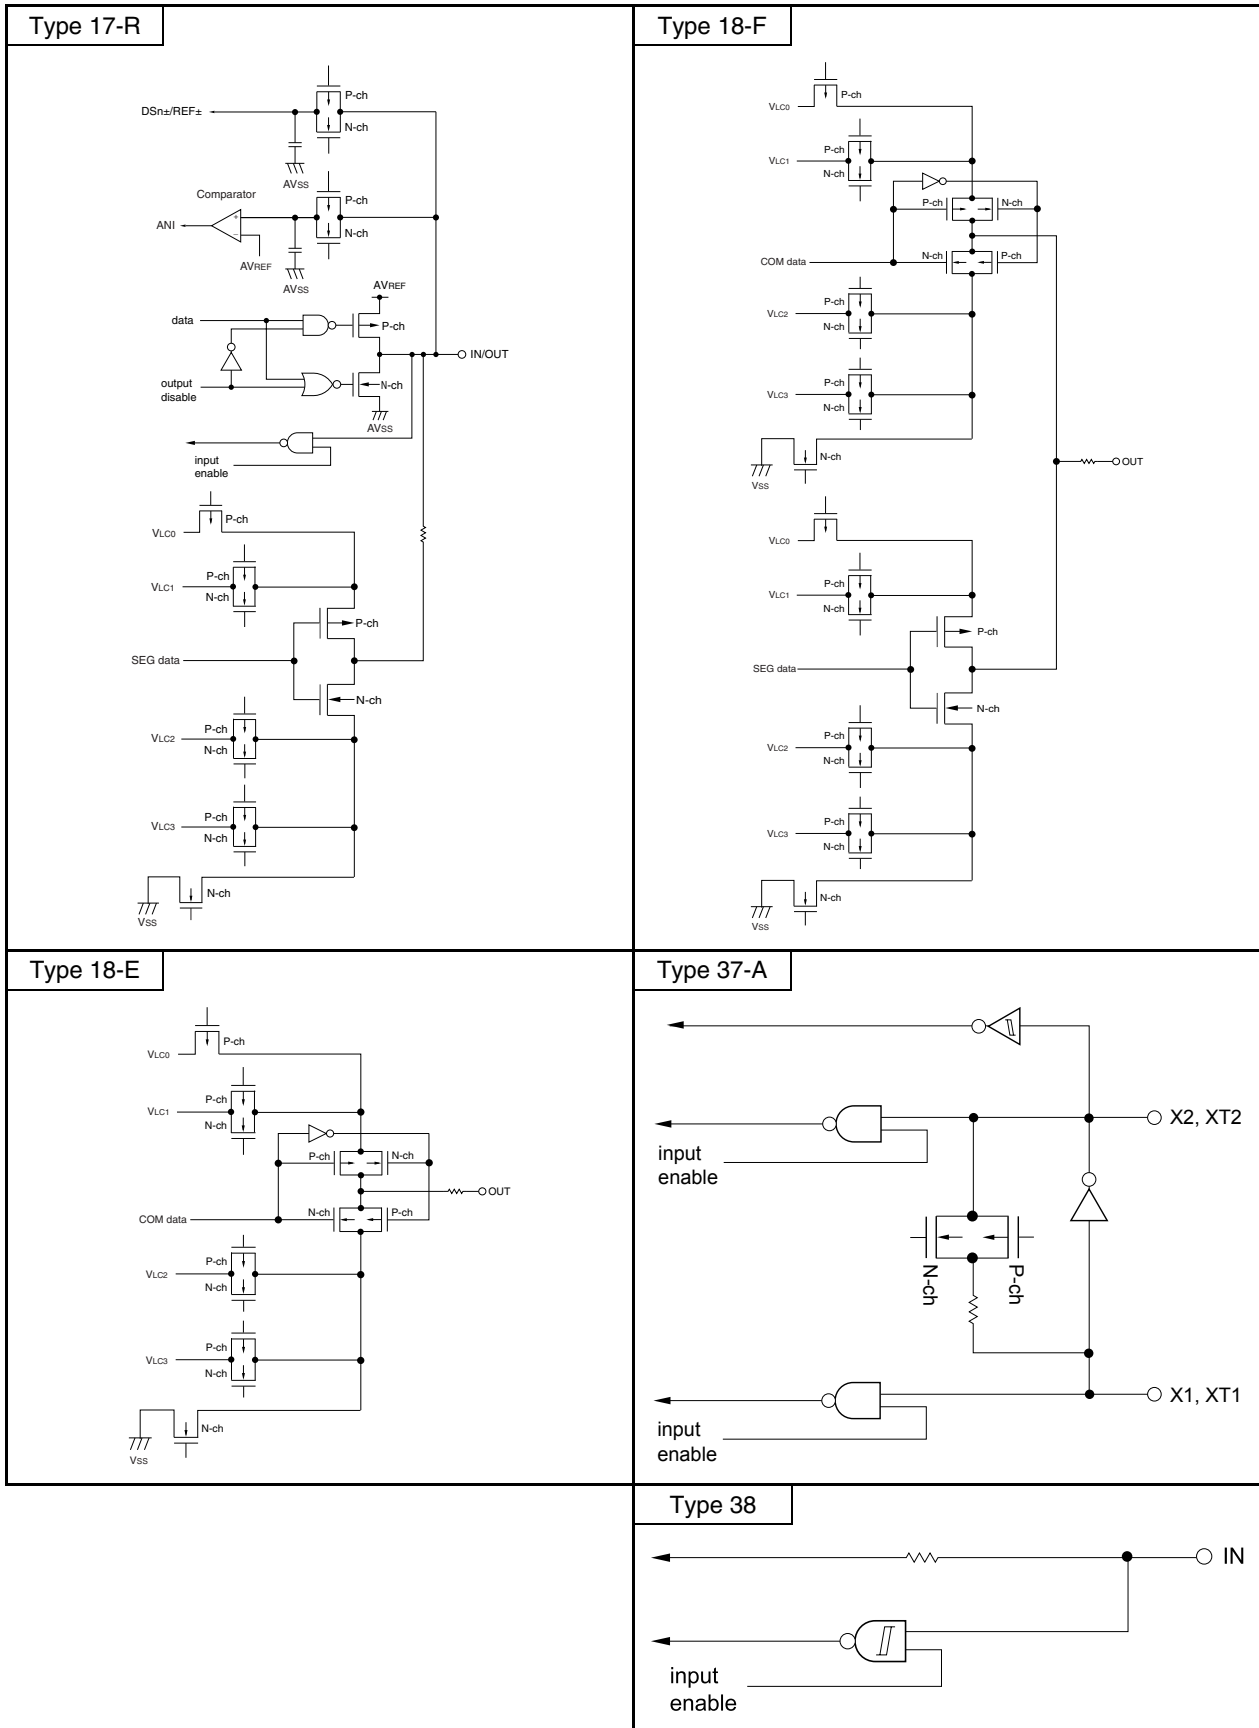 Type 17-R
P-ch
DSn±/REF±
N-ch
AVSS
Comparator
P-ch
+
ANI
−
N-ch
AVREF
AVSS
AVREF
data
P-ch
IN/OUT
output
disable
N-ch
AVSS
input
enable
P-ch
VLC0
P-ch
VLC1
N-ch
P-ch
SEG data
N-ch
P-ch
VLC2
N-ch
P-ch
VLC3
N-ch
N-ch
VSS
Type 18-F
P-ch
VLC0
P-ch
VLC1
N-ch
P-ch
N-ch
N-ch
P-ch
COM data
P-ch
VLC2
N-ch
P-ch
VLC3
N-ch
N-ch
OUT
VSS
VLC0
P-ch
VLC1
N-ch
P-ch
SEG data
N-ch
P-ch
VLC2
N-ch
P-ch
VLC3
N-ch
N-ch
VSS
Type 18-E
P-ch
VLC0
P-ch
VLC1
N-ch
P-ch
N-ch
OUT
N-ch
P-ch
COM data
P-ch
VLC2
N-ch
P-ch
VLC3
N-ch
N-ch
VSS
Type 37-A
X2, XT2
input
enable
N-ch
P-ch
X1, XT1
input
enable
Type 38
IN
input
enable